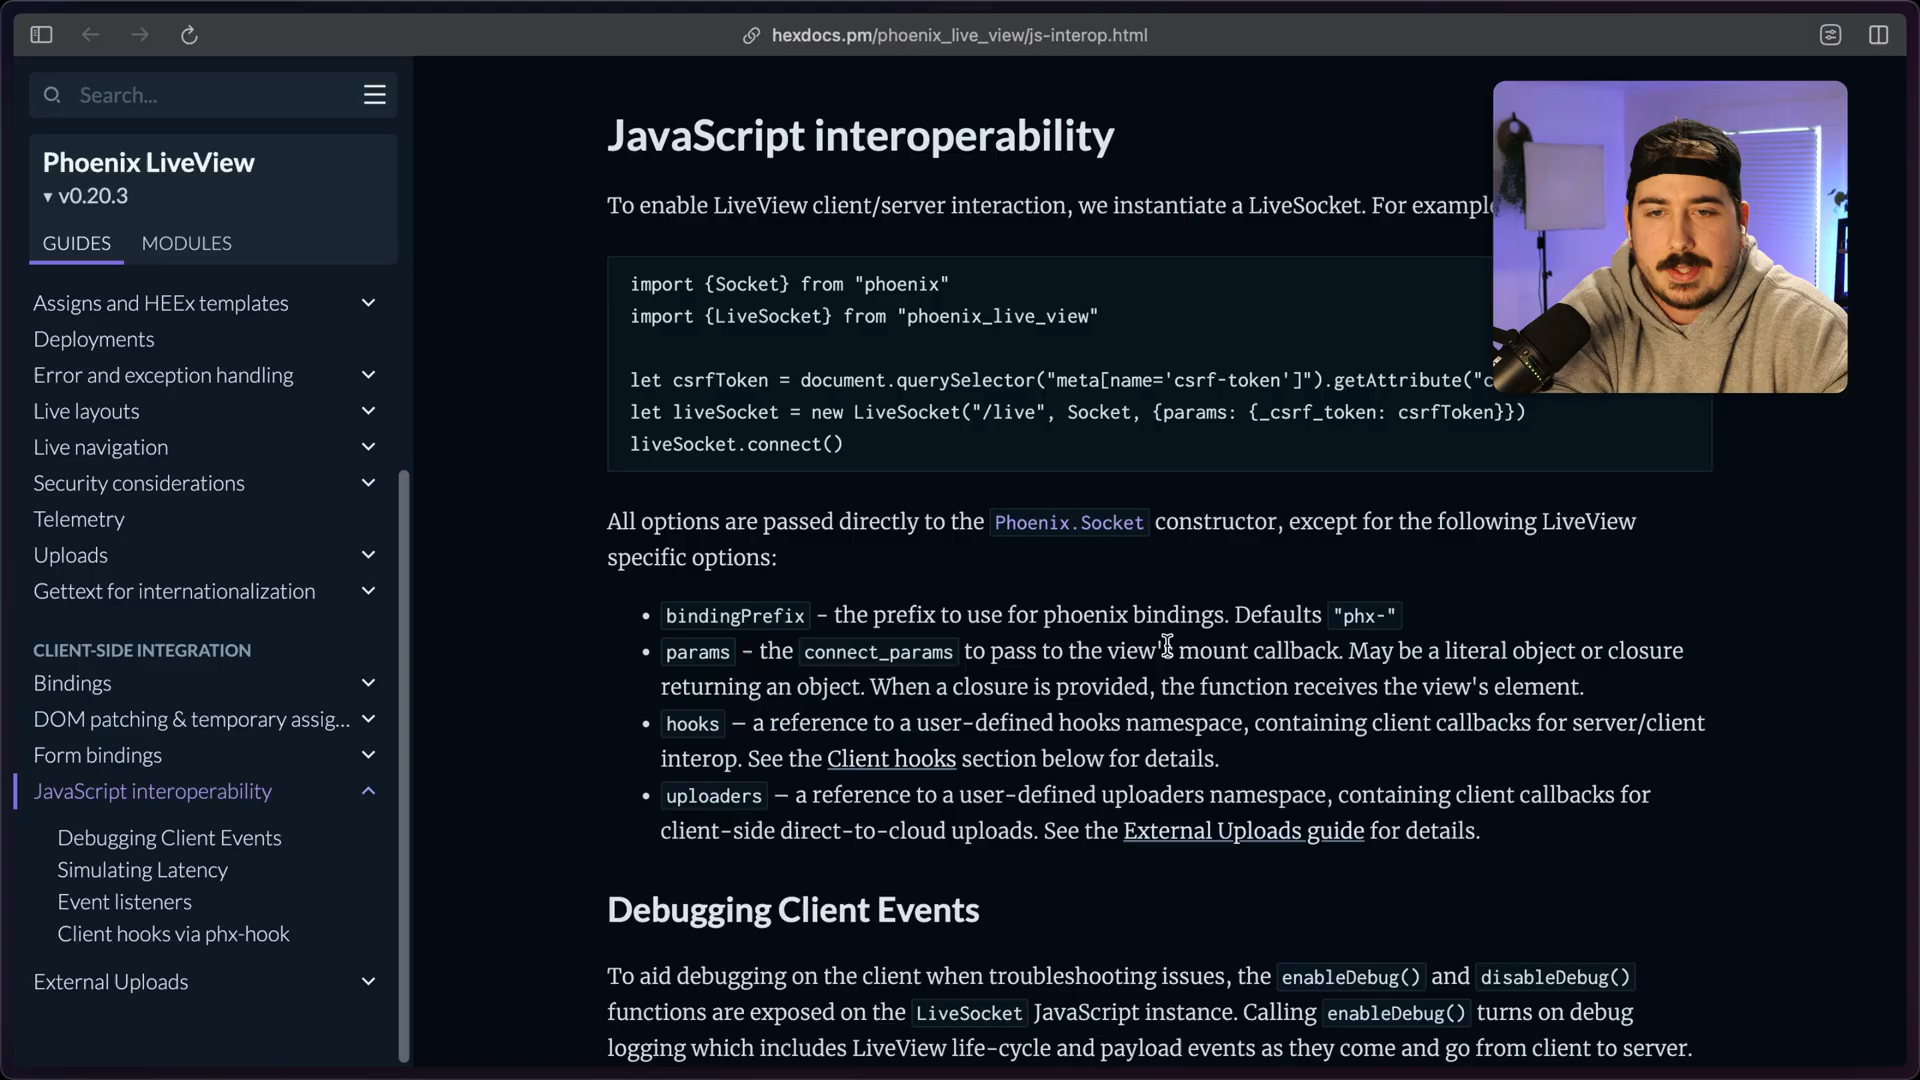 hexdocs.pm/phoenix_live_view/js-interop.html
Search...
Phoenix LiveView
v0.20.3
GUIDES
MODULES
Assigns and HEEx templates
Deployments
Error and exception handling
Live layouts
Live navigation
Security considerations
Telemetry
Uploads
Gettext for internationalization
CLIENT-SIDE INTEGRATION
Bindings
DOM patching & temporary assig...
Form bindings
JavaScript interoperability
Debugging Client Events
Simulating Latency
Event listeners
Client hooks via phx-hook
External Uploads
JavaScript interoperability
To enable LiveView client/server interaction, we instantiate a LiveSocket. For example
import {Socket} from "phoenix"
import {LiveSocket} from "phoenix_live_view"
let csrfToken = document.querySelector("meta[name='csrf-token']").getAttribute("c
let liveSocket = new LiveSocket("/live", Socket, {params: {_csrf_token: csrfToken}})
liveSocket.connect()
All options are passed directly to the Phoenix.Socket constructor, except for the following LiveView
specific options:
• bindingPrefix - the prefix to use for phoenix bindings. Defaults "phx-"
• params - the connect_params to pass to the view's mount callback. May be a literal object or closure
returning an object. When a closure is provided, the function receives the view's element.
• hooks – a reference to a user-defined hooks namespace, containing client callbacks for server/client
interop. See the Client hooks section below for details.
• uploaders – a reference to a user-defined uploaders namespace, containing client callbacks for
client-side direct-to-cloud uploads. See the External Uploads guide for details.
Debugging Client Events
To aid debugging on the client when troubleshooting issues, the enableDebug() and disableDebug()
functions are exposed on the LiveSocket JavaScript instance. Calling enableDebug() turns on debug
logging which includes LiveView life-cycle and payload events as they come and go from client to server.